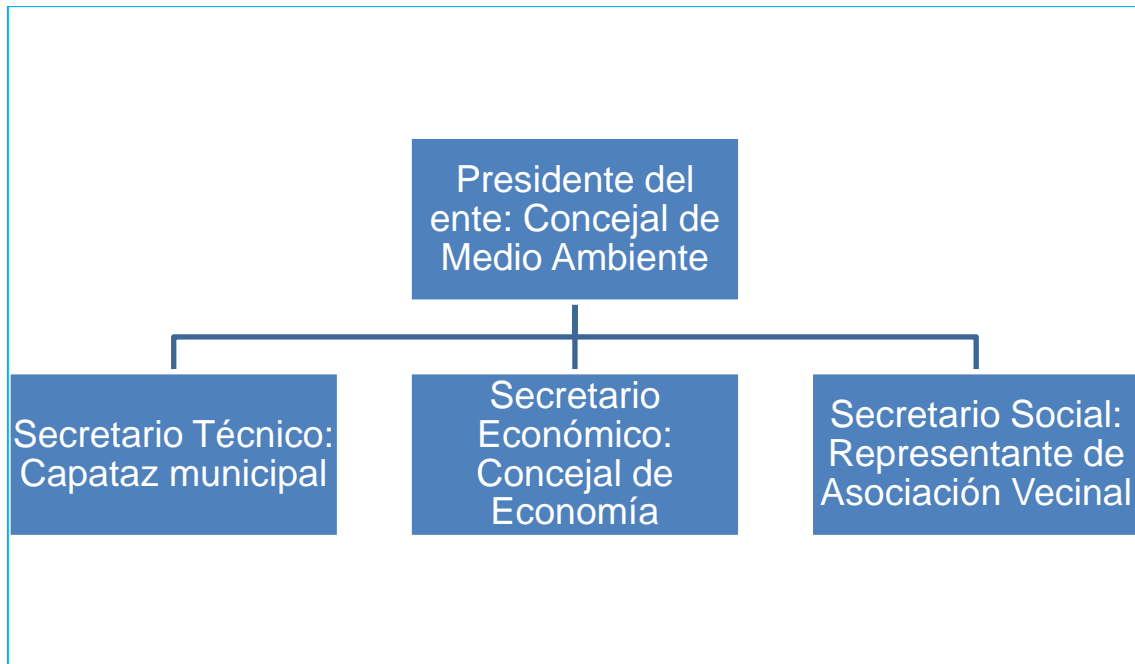 Presidente del
ente: Concejal de
Medio Ambiente
Secretario Técnico:
Capataz municipal
Secretario
Económico:
Concejal de
Economía
Secretario Social:
Representante de
Asociación Vecinal